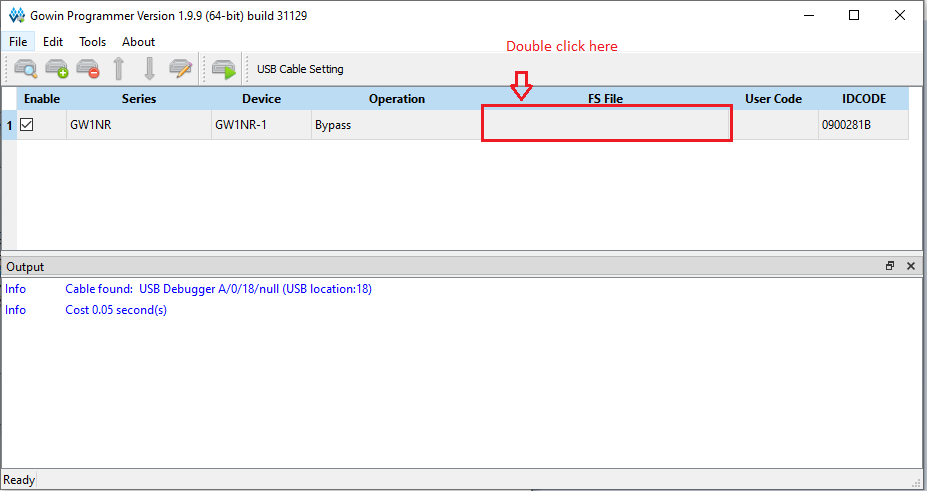 Gowin Programmer Version 1.9.9 (64-bit) build 31129
File Edit Tools About
Double click here
USB Cable Setting
Enable Series Device Operation FS File User Code IDCODE
1 GW1NR GW1NR-1 Bypass 0900281B
Output
Info Cable found: USB Debugger A/0/18/null (USB location:18)
Info Cost 0.05 second(s)
Ready